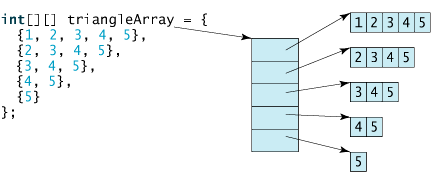 int[][] triangleArray = {
{1, 2, 3, 4, 5},
{2, 3, 4, 5},
{3, 4, 5},
{4, 5},
{5}
};
1 2 3 4 5
2 3 4 5
3 4 5
4 5
5